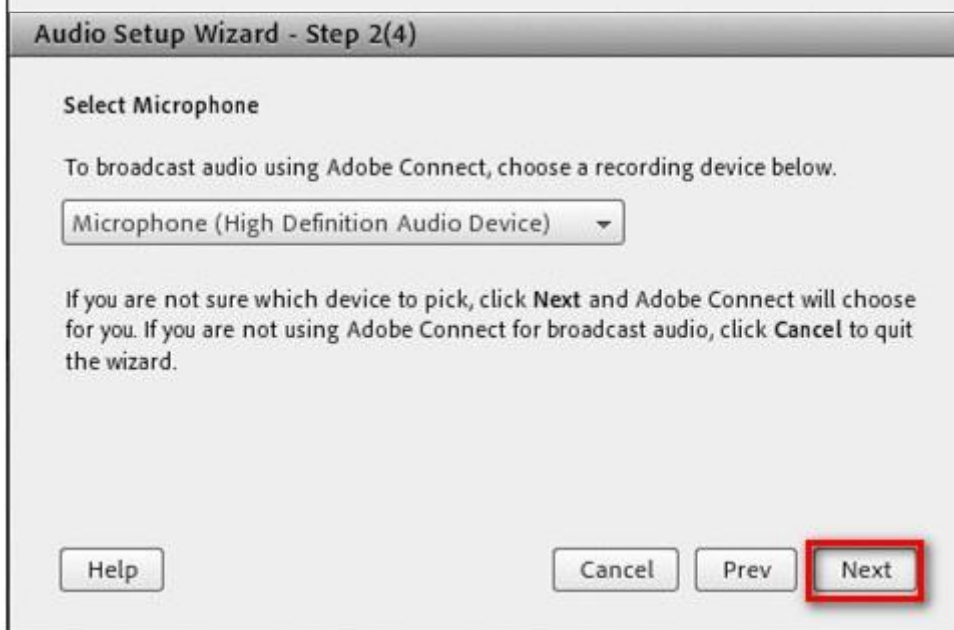 Audio Setup Wizard - Step 2(4)
Select Microphone
To broadcast audio using Adobe Connect, choose a recording device below.
Microphone (High Definition Audio Device)
If you are not sure which device to pick, click Next and Adobe Connect will choose
for you. If you are not using Adobe Connect for broadcast audio, click Cancel to quit
the wizard.
Help Cancel Prev Next